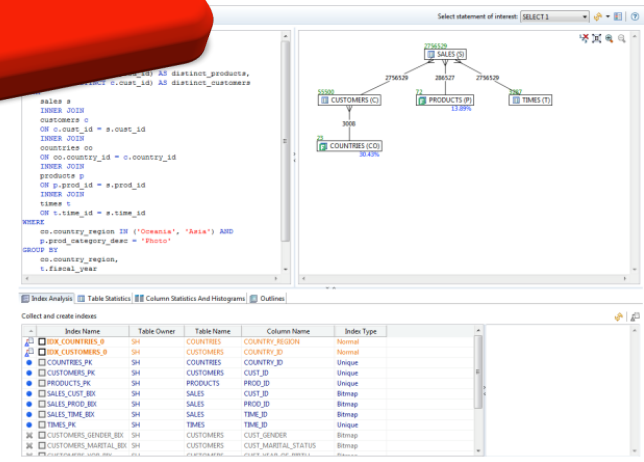 Select statement of interest: SELECT 1
_id) AS distinct_products,
c.cust_id) AS distinct_customers
sales s
INNER JOIN
customers c
ON c.cust_id = s.cust_id
INNER JOIN
countries co
ON co.country_id = c.country_id
INNER JOIN
products p
ON p.prod_id = s.prod_id
INNER JOIN
times t
ON t.time_id = s.time_id
WHERE
co.country_region IN ('Oceania', 'Asia') AND
p.prod_category_desc = 'Photo'
GROUP BY
co.country_region,
t.fiscal_year
2756529
SALES (S)
2756529 286527 2756529
55500 72
CUSTOMERS (C) PRODUCTS (P) TIMES (T)
13.89%
3008
23
COUNTRIES (CO)
30.43%
Index Analysis Table Statistics Column Statistics And Histograms Outlines
Collect and create indexes
Index Name Table Owner Table Name Column Name Index Type
IDX_COUNTRIES_0 SH COUNTRIES COUNTRY_REGION Normal
IDX_CUSTOMERS_0 SH CUSTOMERS COUNTRY_ID Normal
COUNTRIES_PK SH COUNTRIES COUNTRY_ID Unique
CUSTOMERS_PK SH CUSTOMERS CUST_ID Unique
PRODUCTS_PK SH PRODUCTS PROD_ID Unique
SALES_CUST_BIX SH SALES CUST_ID Bitmap
SALES_PROD_BIX SH SALES PROD_ID Bitmap
SALES_TIME_BIX SH SALES TIME_ID Bitmap
TIMES_PK SH TIMES TIME_ID Unique
CUSTOMERS_GENDER_BIX SH CUSTOMERS CUST_GENDER Bitmap
CUSTOMERS_MARITAL_BIX SH CUSTOMERS CUST_MARITAL_STATUS Bitmap